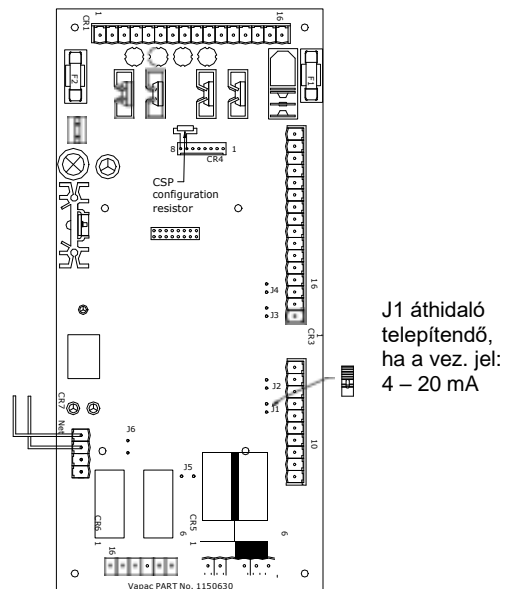 CR1
1
16
F2
F1
8
1
CR4
CSP
configuration
resistor
J4
16
J3
1
CR3
J1 áthidaló
telepítendő,
ha a vez. jel:
4 – 20 mA
J2
CR7
J1
Net
J6
10
J5
CR6
CR5
6
6
1
1
16
Vapac PART No. 1150630